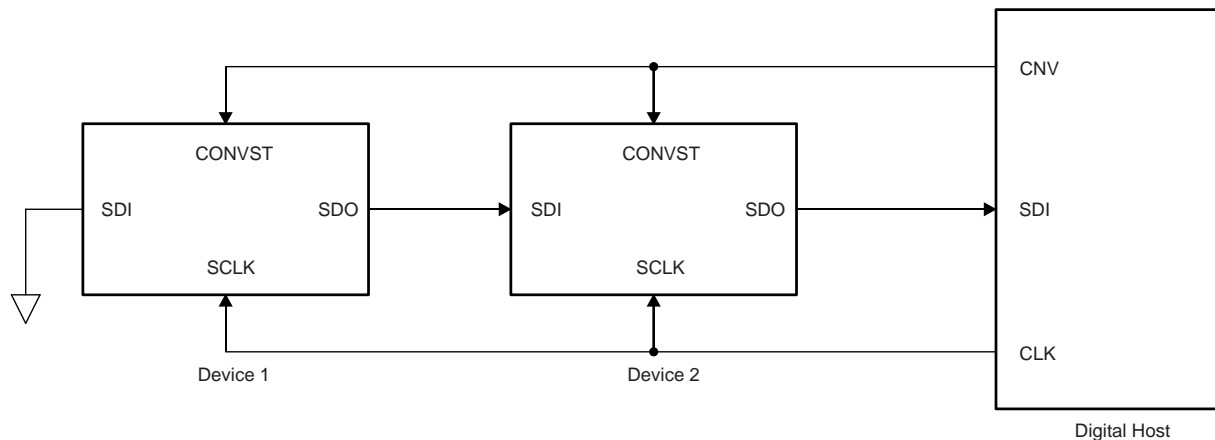 CNV
CONVST
CONVST
SDI
SDO
SDI
SDO
SDI
SCLK
SCLK
CLK
Device 1
Device 2
Digital Host